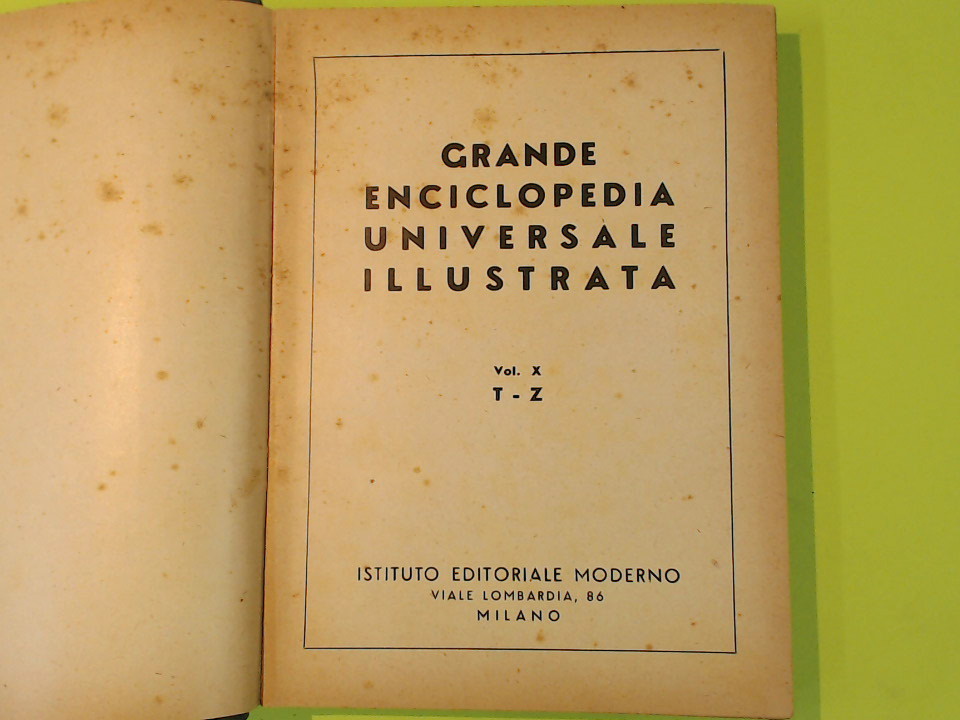 GRANDE
ENCICLOPEDIA
UNIVERSALE
ILLUSTRATA
Vol. X
T - Z
ISTITUTO EDITORIALE MODERNO
VIALE LOMBARDIA, 86
MILANO